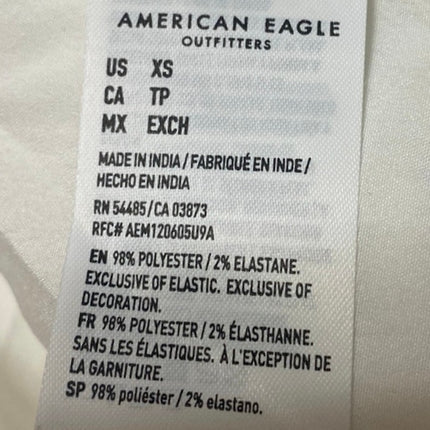 AMERICAN EAGLE
OUTFITTERS
US XS
CA TP
MX EXCH
MADE IN INDIA / FABRIQUÉ EN INDE /
HECHO EN INDIA
RN 54485/CA 03873
RFC# AEM120605U9A
EN 98% POLYESTER / 2% ELASTANE.
EXCLUSIVE OF ELASTIC. EXCLUSIVE OF
DECORATION.
FR 98% POLYESTER / 2% ÉLASTHANNE.
SANS LES ÉLASTIQUES. À L'EXCEPTION DE
LA GARNITURE.
SP 98% poliéster / 2% elastano.